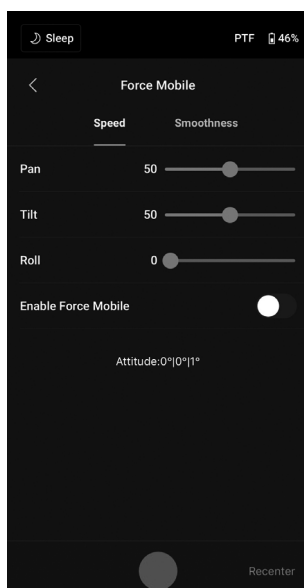 Sleep PTF 46%
Force Mobile
Speed Smoothness
Pan 50
Tilt 50
Roll 0
Enable Force Mobile
Attitude:0°|0°|1°
Recenter